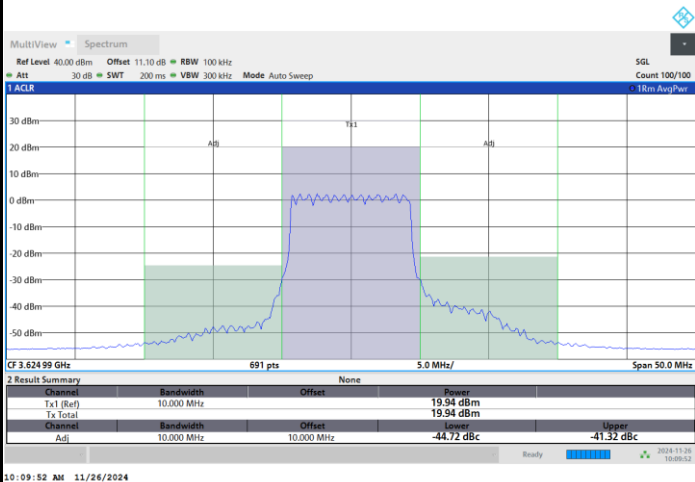 MultiView Spectrum
Ref Level 40.00 dBm Offset 11.10 dB RBW 100 kHz SGL
Att 30 dB SWT 200 ms VBW 300 kHz Mode Auto Sweep Count 100/100
1 ACLR 1Rm AvgPwr
30 dBm
Tx1
20 dBm Adj Adj
10 dBm
0 dBm
-10 dBm
-20 dBm
-30 dBm
-40 dBm
-50 dBm
CF 3.624 99 GHz 691 pts 5.0 MHz/ Span 50.0 MHz
2 Result Summary None
Channel Bandwidth Offset Power
Tx1 (Ref) 10.000 MHz 19.94 dBm
Tx Total 19.94 dBm
Channel Bandwidth Offset Lower Upper
Adj 10.000 MHz 10.000 MHz -44.72 dBc -41.32 dBc
Ready 2024-11-26
10:09:52
10:09:52 AM 11/26/2024